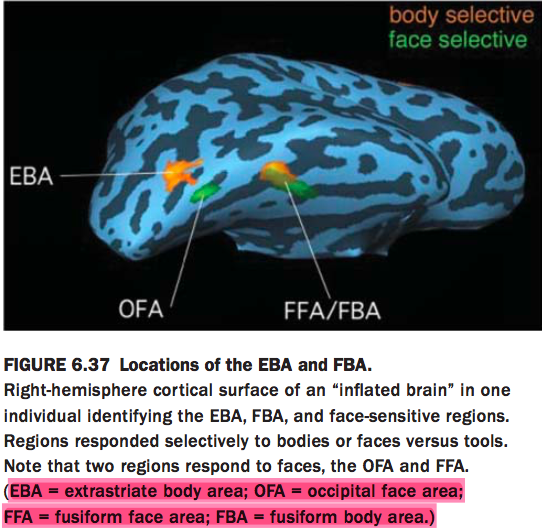 body selective
face selective
EBA
OFA
FFA/FBA
FIGURE 6.37 Locations of the EBA and FBA.
Right-hemisphere cortical surface of an “inflated brain” in one
individual identifying the EBA, FBA, and face-sensitive regions.
Regions responded selectively to bodies or faces versus tools.
Note that two regions respond to faces, the OFA and FFA.
(EBA = extrastriate body area; OFA = occipital face area;
FFA = fusiform face area; FBA = fusiform body area.)